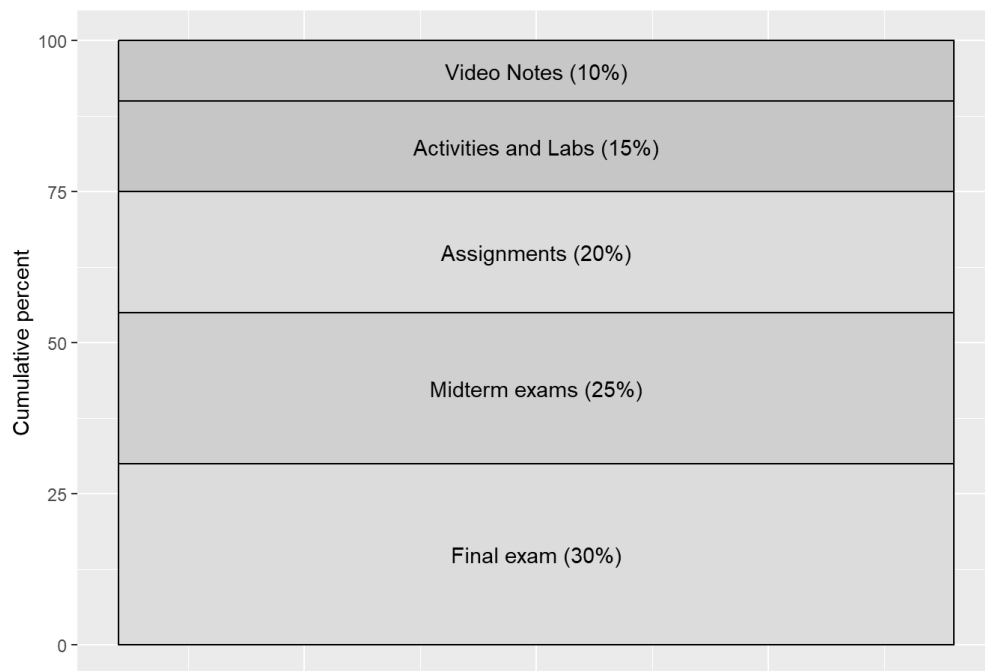 100
Video Notes (10%)
Activities and Labs (15%)
75
Assignments (20%)
Cumulative percent
50
Midterm exams (25%)
25
Final exam (30%)
0